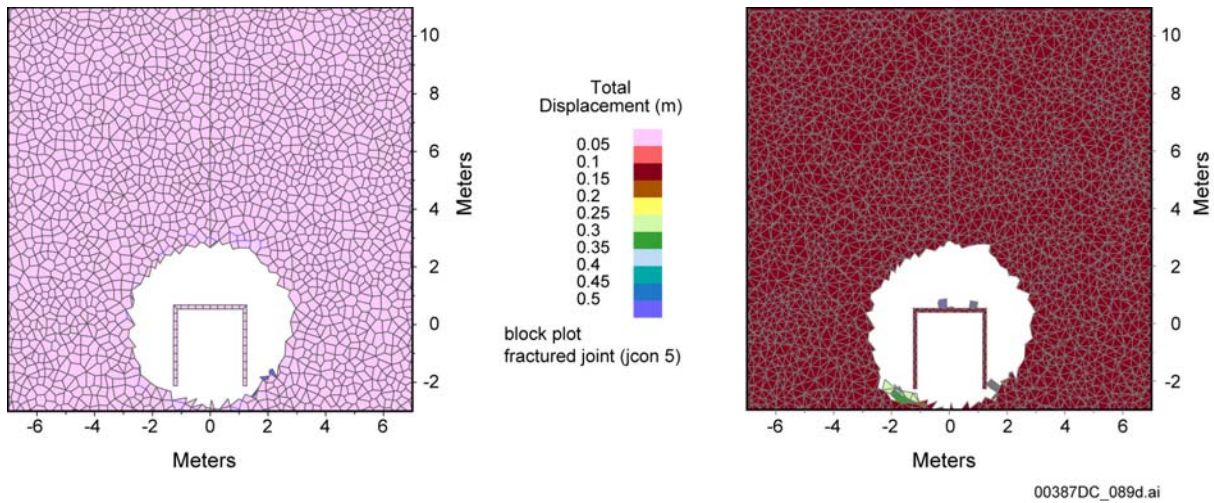 10
8
6
4
2
0
-2
Meters
-6 -4 -2 0 2 4 6
Meters
Total
Displacement (m)
0.05
0.1
0.15
0.2
0.25
0.3
0.35
0.4
0.45
0.5
block plot
fractured joint (jcon 5)
10
8
6
4
2
0
-2
Meters
-6 -4 -2 0 2 4 6
Meters
00387DC_089d.ai